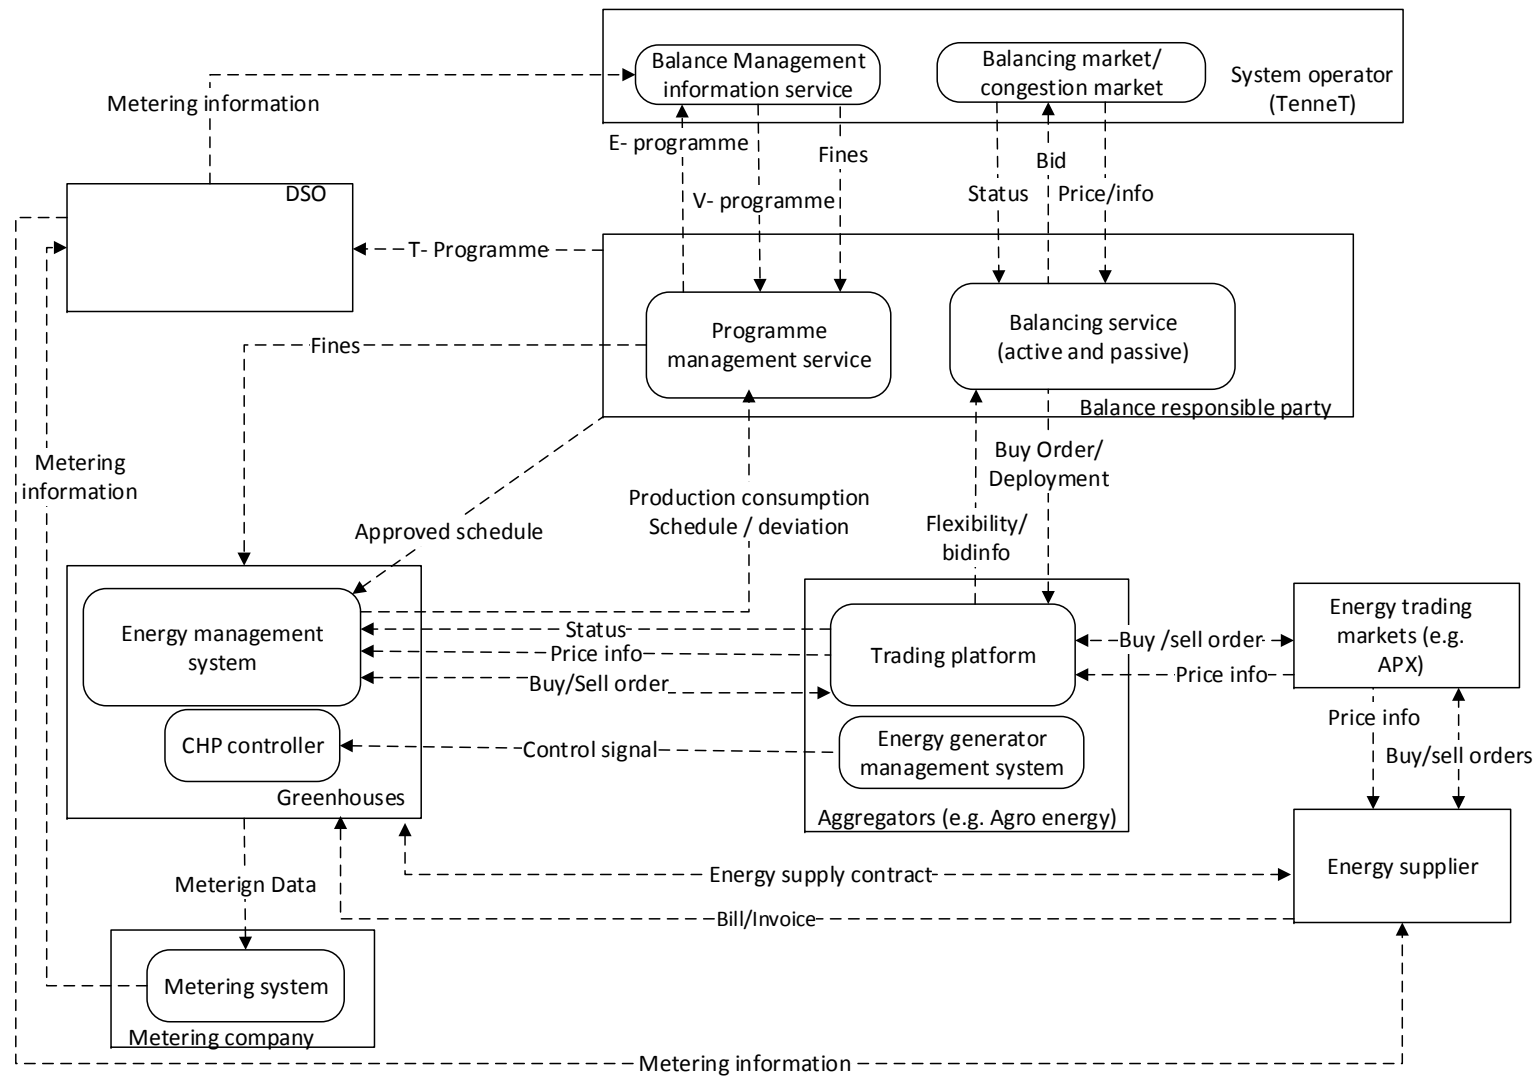 Balance Management
information service
Balancing market/
congestion market
System operator
(TenneT)
Metering information
E- programme
Fines
Bid
V- programme
Status
Price/info
DSO
T- Programme
Programme
management service
Balancing service
(active and passive)
Fines
Balance responsible party
Metering
information
Buy Order/
Deployment
Production consumption
Schedule / deviation
Approved schedule
Flexibility/
bidinfo
Energy management
system
Status
Price info
Buy/Sell order
Trading platform
Buy /sell order
Price info
Energy trading
markets (e.g.
APX)
Price info
Buy/sell orders
CHP controller
Control signal
Energy generator
management system
Greenhouses
Aggregators (e.g. Agro energy)
Meterign Data
Energy supply contract
Energy supplier
Bill/Invoice
Metering system
Metering company
Metering information